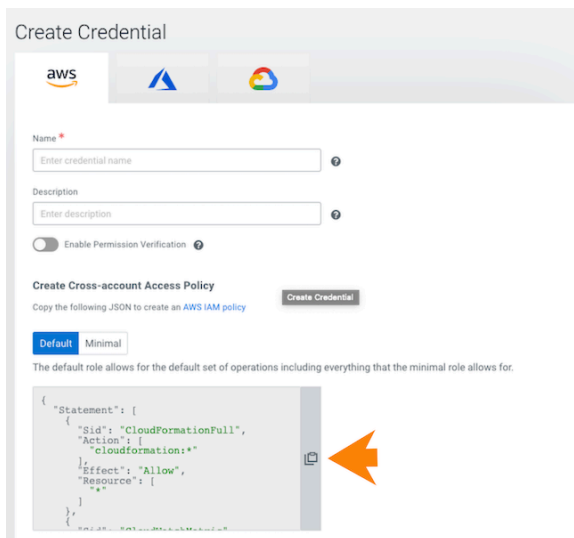 Create Credential
aws
Name *
Enter credential name
Description
Enter description
Enable Permission Verification
Create Cross-account Access Policy
Create Credential
Copy the following JSON to create an AWS IAM policy
Default Minimal
The default role allows for the default set of operations including everything that the minimal role allows for.
{
"Statement": [
{
"Sid": "CloudFormationFull",
"Action": [
"cloudformation:*"
],
"Effect": "Allow",
"Resource": [
"*"
]
},
{